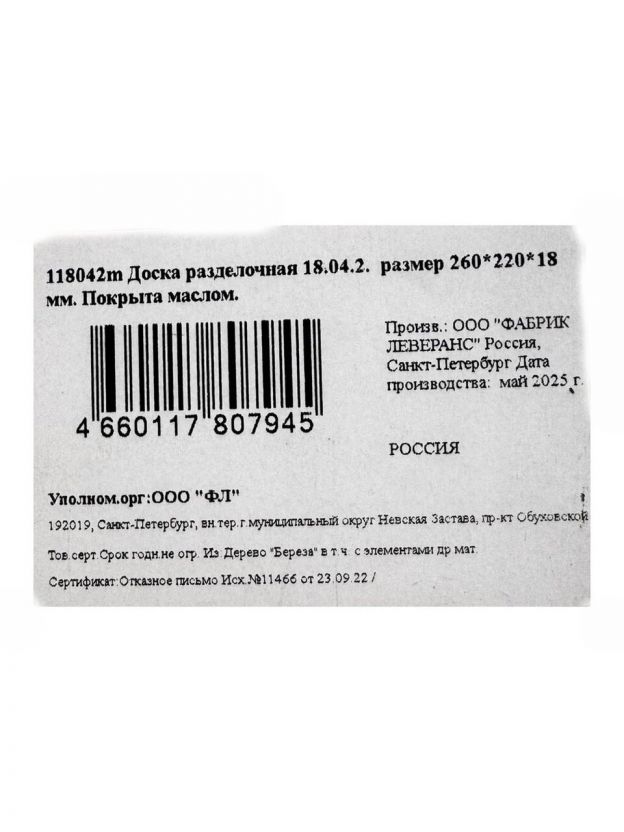 118042m Доска разделочная 18.04.2. размер 260*220*18
мм. Покрыта маслом.
Произв.: ООО "ФАБРИК
ЛЕВЕРАНС" Россия,
Санкт-Петербург Дата
производства: май 2025 г.
4 660117 807945
РОССИЯ
Уполном.орг:ООО "ФЛ"
192019, Санкт-Петербург, вн.тер.г.муниципальный округ Невская Застава, пр-кт Обуховской
Тов.серт.Срок годн.не огр. Из:Дерево "Береза" в т.ч. с элементами др.мат.
Сертификат:Отказное письмо Исх.№11466 от 23.09.22 /